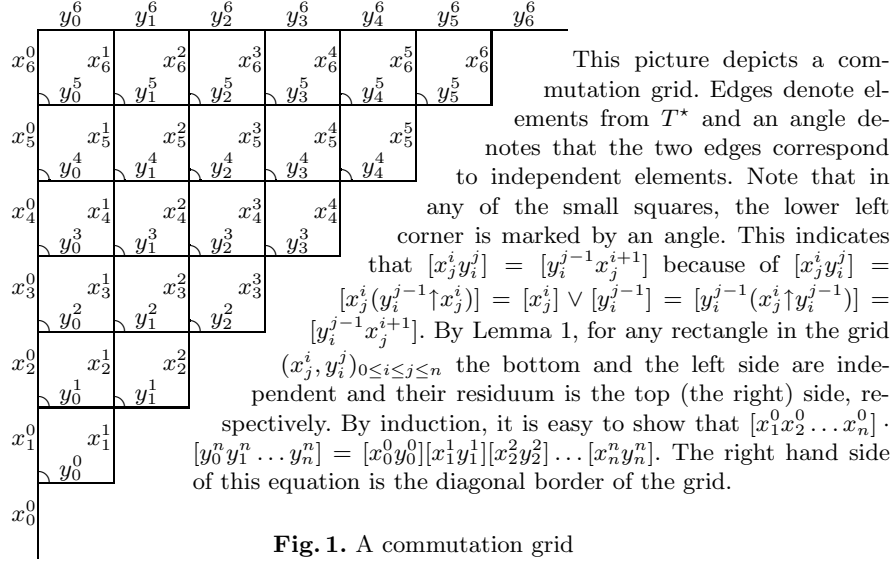 y_0^6 y_1^6 y_2^6 y_3^6 y_4^6 y_5^6 y_6^6
x_6^0 x_6^1 x_6^2 x_6^3 x_6^4 x_6^5 x_6^6
y_0^5 y_1^5 y_2^5 y_3^5 y_4^5 y_5^5
x_5^0 x_5^1 x_5^2 x_5^3 x_5^4 x_5^5
y_0^4 y_1^4 y_2^4 y_3^4 y_4^4
x_4^0 x_4^1 x_4^2 x_4^3 x_4^4
y_0^3 y_1^3 y_2^3 y_3^3
x_3^0 x_3^1 x_3^2 x_3^3
y_0^2 y_1^2 y_2^2
x_2^0 x_2^1 x_2^2
y_0^1 y_1^1
x_1^0 x_1^1
y_0^0
x_0^0
This picture depicts a com-
mutation grid. Edges denote el-
ements from T^⋆ and an angle de-
notes that the two edges correspond
to independent elements. Note that in
any of the small squares, the lower left
corner is marked by an angle. This indicates
that [x_j^i y_i^j] = [y_i^{j−1} x_j^{i+1}] because of [x_j^i y_i^j] =
[x_j^i (y_i^{j−1}↑x_j^i)] = [x_j^i] ∨ [y_i^{j−1}] = [y_i^{j−1}(x_j^i↑y_i^{j−1})] =
[y_i^{j−1} x_j^{i+1}]. By Lemma 1, for any rectangle in the grid
(x_j^i, y_i^j)_{0≤i≤j≤n} the bottom and the left side are inde-
pendent and their residuum is the top (the right) side, re-
spectively. By induction, it is easy to show that [x_1^0 x_2^0 … x_n^0] ·
[y_0^n y_1^n … y_n^n] = [x_0^0 y_0^0][x_1^1 y_1^1][x_2^2 y_2^2] … [x_n^n y_n^n]. The right hand side
of this equation is the diagonal border of the grid.
Fig. 1. A commutation grid